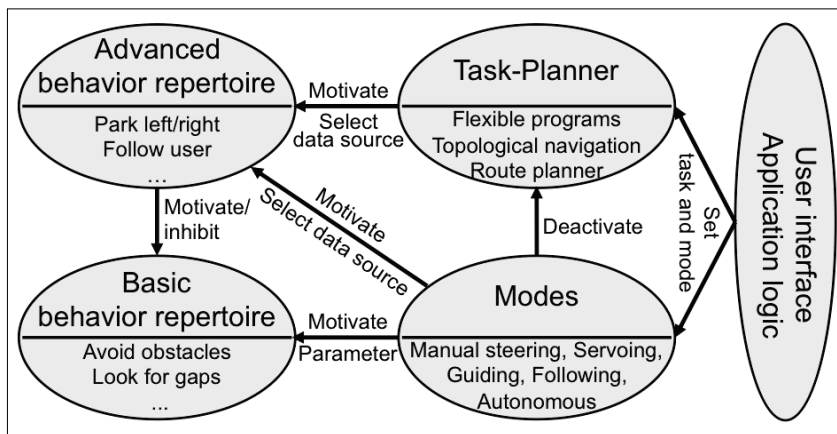 Advanced
behavior repertoire
Park left/right
Follow user
...
Motivate
Select
data source
Task-Planner
Flexible programs
Topological navigation
Route planner
User interface
Application logic
Set
task and mode
Motivate/
inhibit
Motivate
Select data source
Deactivate
Basic
behavior repertoire
Avoid obstacles
Look for gaps
...
Motivate
Parameter
Modes
Manual steering, Servoing,
Guiding, Following,
Autonomous